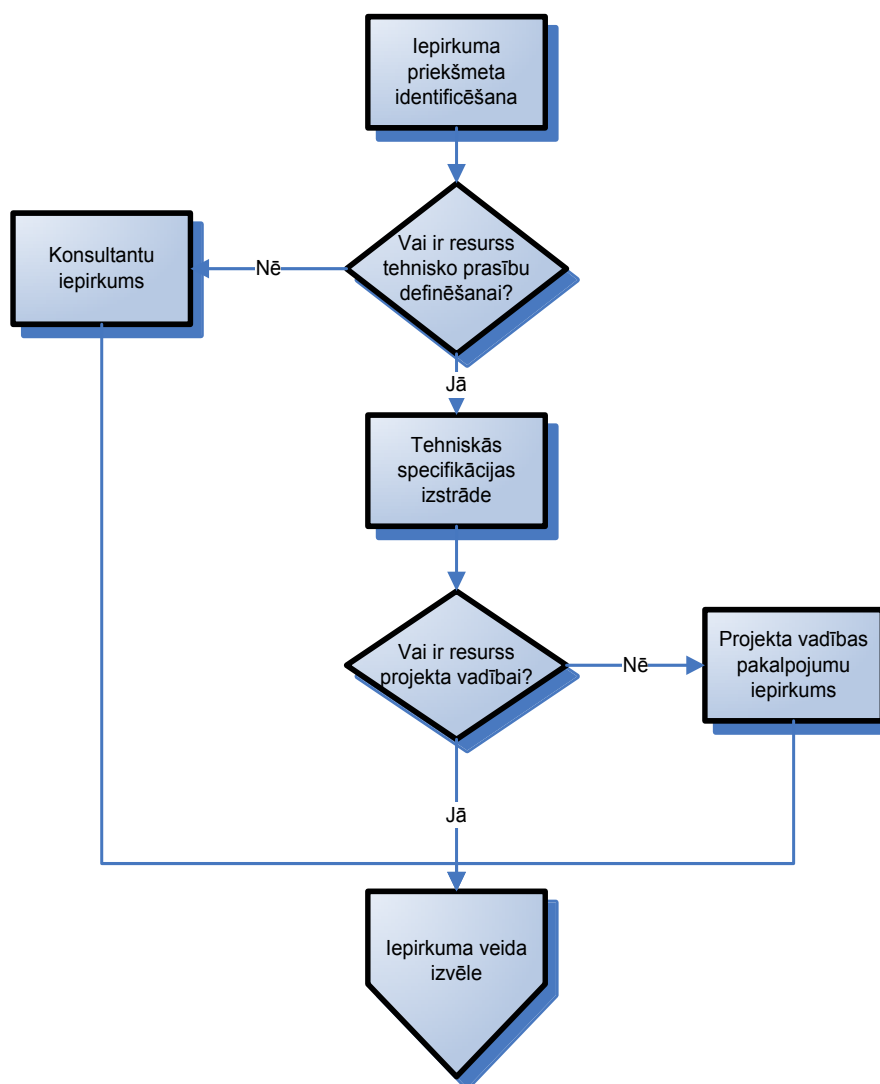 Iepirkuma
priekšmeta
identificēšana
Vai ir resurss
tehnisko prasību
definēšanai?
Nē
Konsultantu
iepirkums
Jā
Tehniskās
specifikācijas
izstrāde
Vai ir resurss
projekta vadībai?
Nē
Projekta vadības
pakalpojumu
iepirkums
Jā
Iepirkuma veida
izvēle